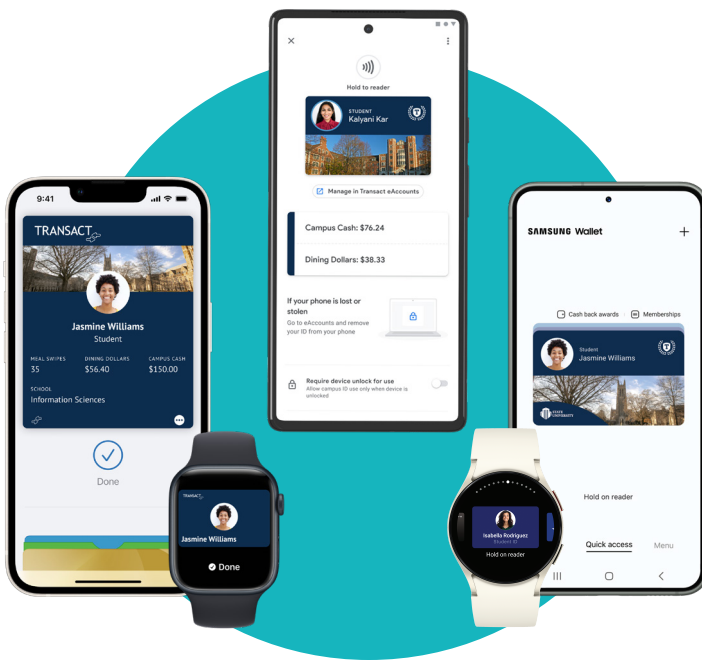 Hold to reader
STUDENT
Kalyani Kar
Manage in Transact eAccounts
Campus Cash: $76.24
Dining Dollars: $38.33
If your phone is lost or
stolen
Go to eAccounts and remove
your ID from your phone
Require device unlock for use
Allow campus ID use only when device is
unlocked
9:41
TRANSACT
Jasmine Williams
Student
MEAL SWIPES DINING DOLLARS CAMPUS CASH
35 $56.40 $150.00
SCHOOL
Information Sciences
Done
TRANSACT
Jasmine Williams
Done
SAMSUNG Wallet
Cash back awards Memberships
Student
Jasmine Williams
STATE
UNIVERSITY
Hold on reader
Quick access Menu
Isabella Rodriguez
Student ID
Hold on reader